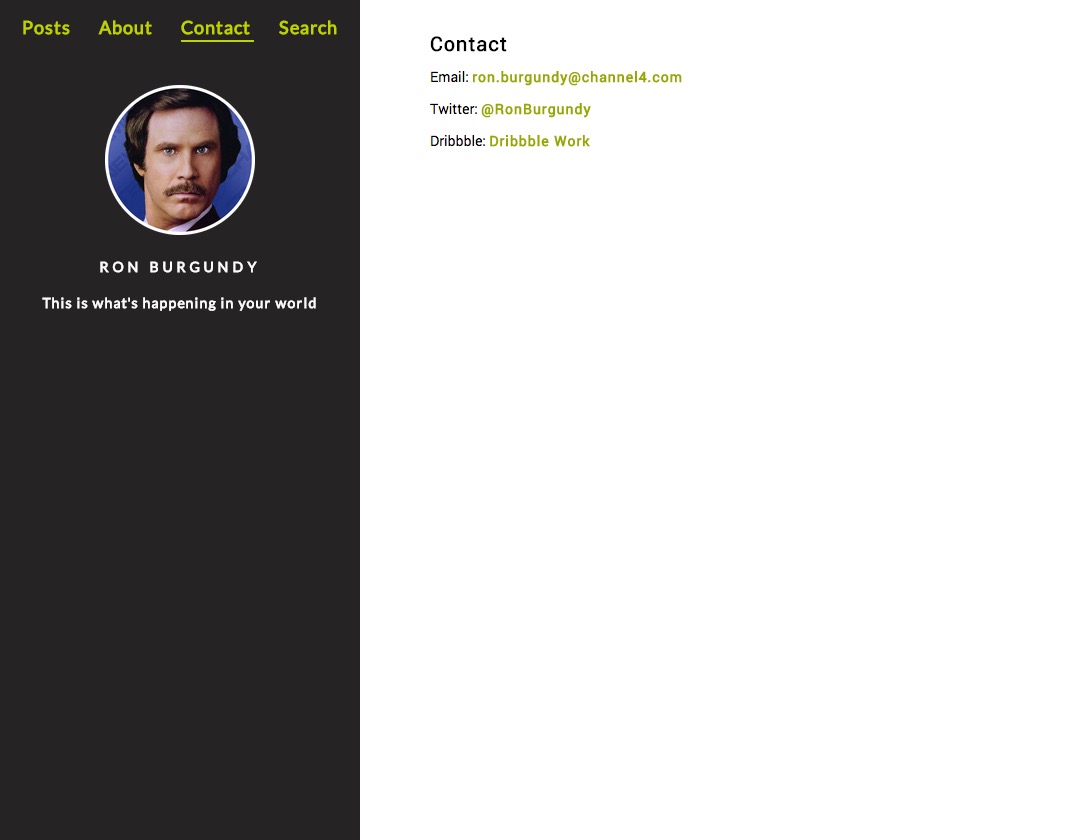 Posts About Contact Search
RON BURGUNDY
This is what's happening in your world
Contact
Email: ron.burgundy@channel4.com
Twitter: @RonBurgundy
Dribbble: Dribbble Work